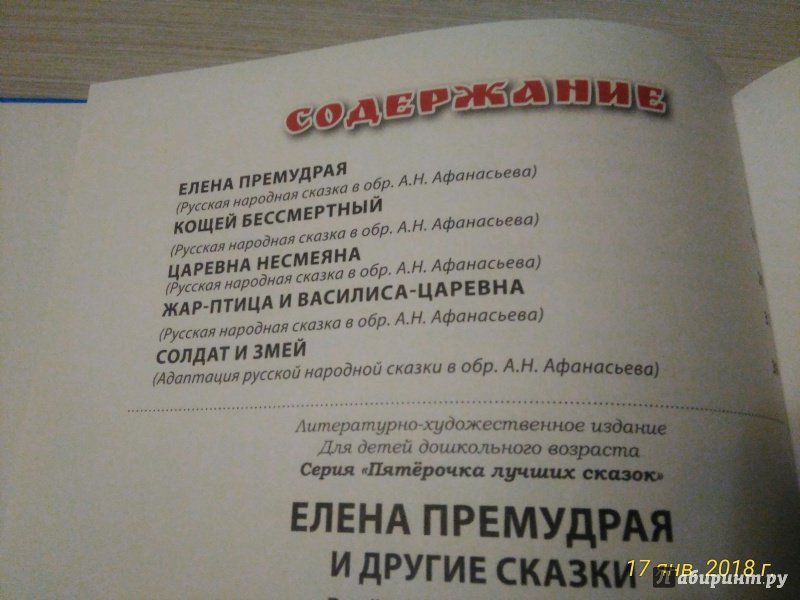 СОДЕРЖАНИЕ
ЕЛЕНА ПРЕМУДРАЯ
(Русская народная сказка в обр. А.Н. Афанасьева)
КОЩЕЙ БЕССМЕРТНЫЙ
(Русская народная сказка в обр. А.Н. Афанасьева)
ЦАРЕВНА НЕСМЕЯНА
(Русская народная сказка в обр. А.Н. Афанасьева)
ЖАР-ПТИЦА И ВАСИЛИСА-ЦАРЕВНА
(Русская народная сказка в обр. А.Н. Афанасьева)
СОЛДАТ И ЗМЕЙ
(Адаптация русской народной сказки в обр. А.Н. Афанасьева)
Литературно-художественное издание
Для детей дошкольного возраста
Серия «Пятёрочка лучших сказок»
ЕЛЕНА ПРЕМУДРАЯ
И ДРУГИЕ СКАЗКИ
17 янв. 2018 г.
Лабиринт.ру